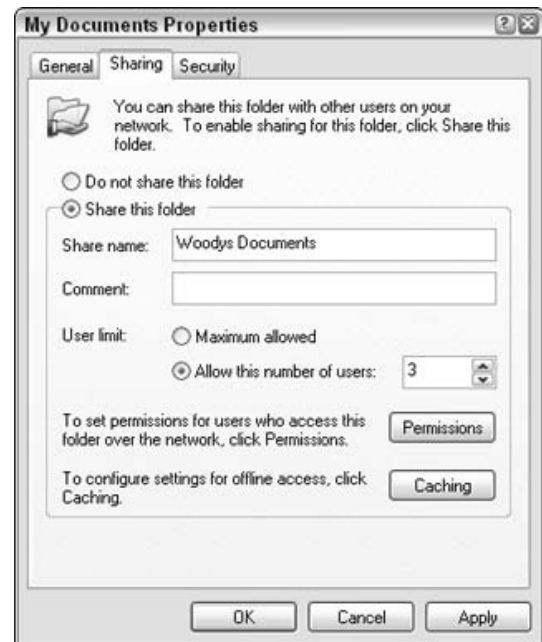 My Documents Properties
General Sharing Security
You can share this folder with other users on your
network. To enable sharing for this folder, click Share this
folder.
Do not share this folder
Share this folder
Share name: Woodys Documents
Comment:
User limit: Maximum allowed
Allow this number of users: 3
To set permissions for users who access this
folder over the network, click Permissions.
Permissions
To configure settings for offline access, click
Caching.
Caching
OK Cancel Apply